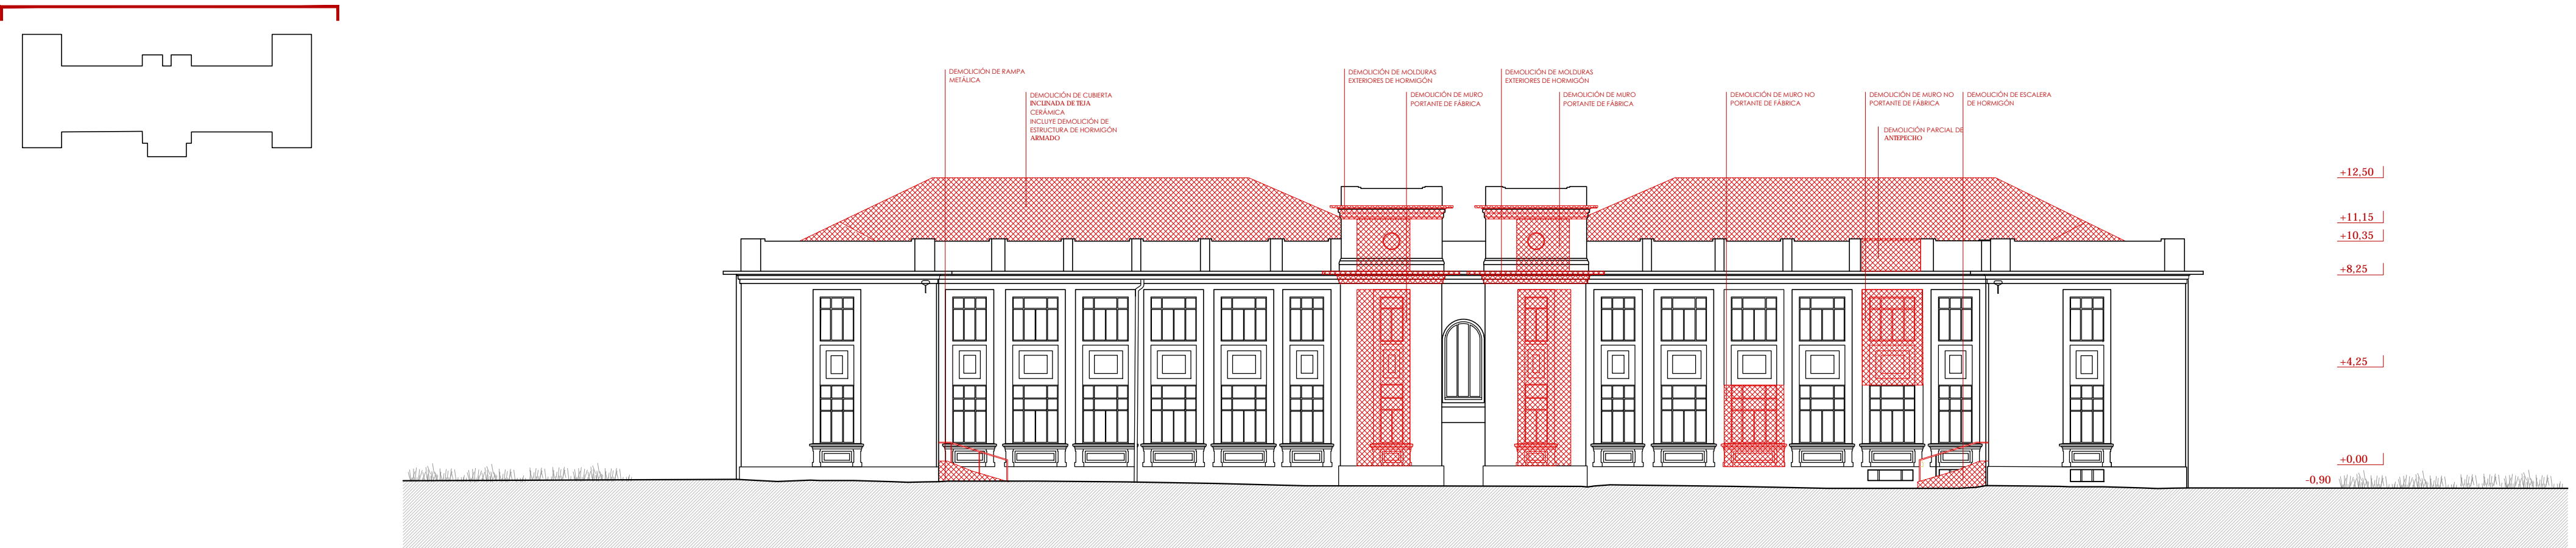 DEMOLICIÓN DE RAMPA
METÁLICA
DEMOLICIÓN DE CUBIERTA
INCLINADA DE TEJA
CERÁMICA
INCLUYE DEMOLICIÓN DE
ESTRUCTURA DE HORMIGÓN
ARMADO
DEMOLICIÓN DE MOLDURAS
EXTERIORES DE HORMIGÓN
DEMOLICIÓN DE MURO
PORTANTE DE FÁBRICA
DEMOLICIÓN DE MOLDURAS
EXTERIORES DE HORMIGÓN
DEMOLICIÓN DE MURO
PORTANTE DE FÁBRICA
DEMOLICIÓN DE MURO NO
PORTANTE DE FÁBRICA
DEMOLICIÓN DE MURO NO
PORTANTE DE FÁBRICA
DEMOLICIÓN PARCIAL DE
ANTEPECHO
DEMOLICIÓN DE ESCALERA
DE HORMIGÓN
+12,50
+11,15
+10,35
+8,25
+4,25
+0,00
-0,90